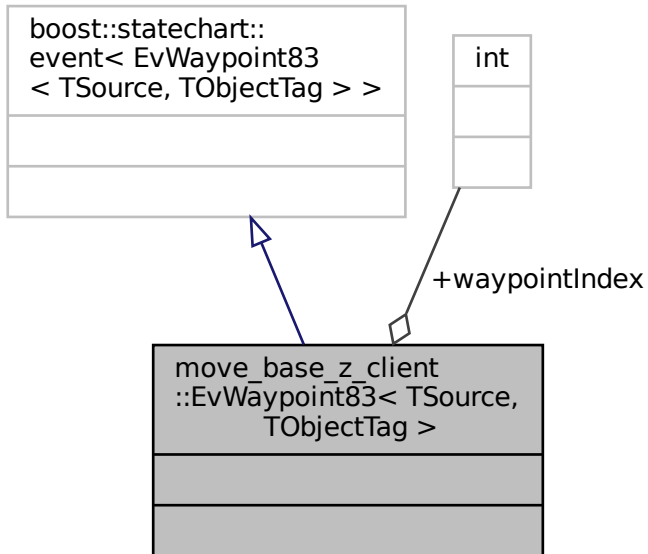 boost::statechart::
event< EvWaypoint83
< TSource, TObjectTag > >
int
+waypointIndex
move_base_z_client
::EvWaypoint83< TSource,
TObjectTag >